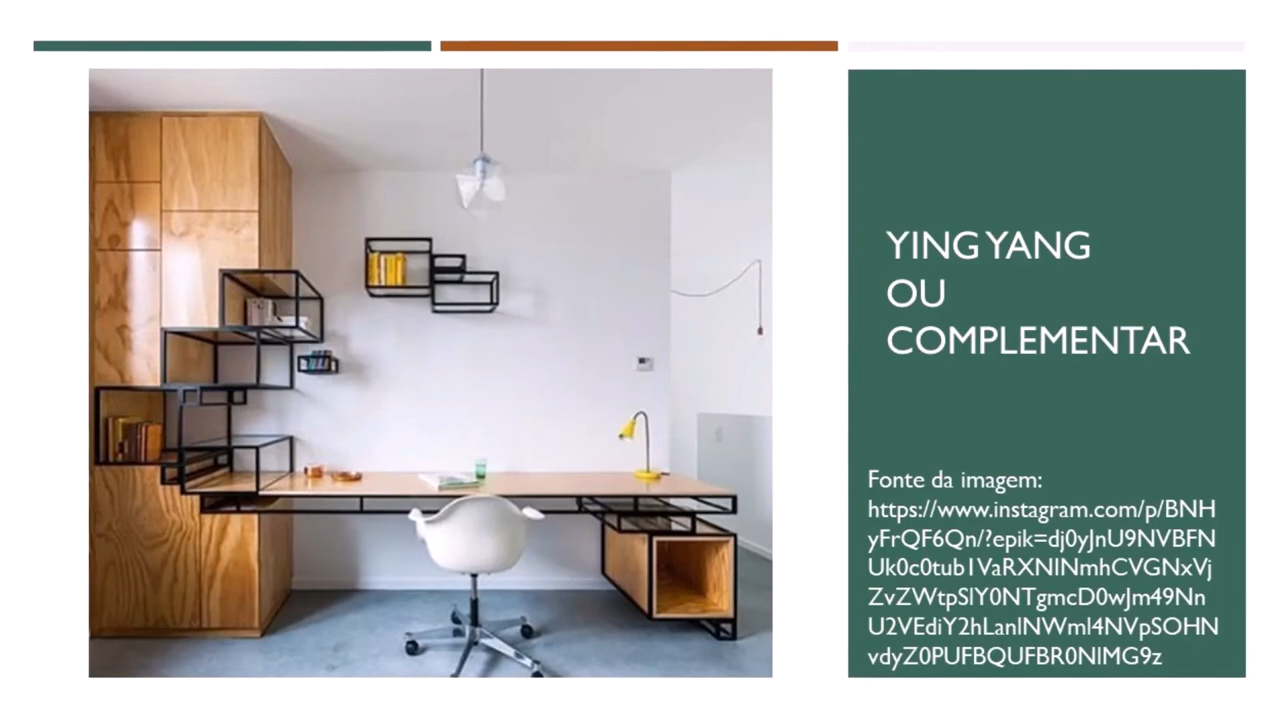 YING YANG
OU
COMPLEMENTAR
Fonte da imagem:
https://www.instagram.com/p/BNH
yFrQF6Qn/?epik=dj0yJnU9NVBFN
Uk0c0tub1VaRXNINmhCVGNxVj
ZvZWtpSlY0NTgmcD0wJm49Nn
U2VEdiY2hLanlNWml4NVpSOHN
vdyZ0PUFBQUFBR0NlMG9z